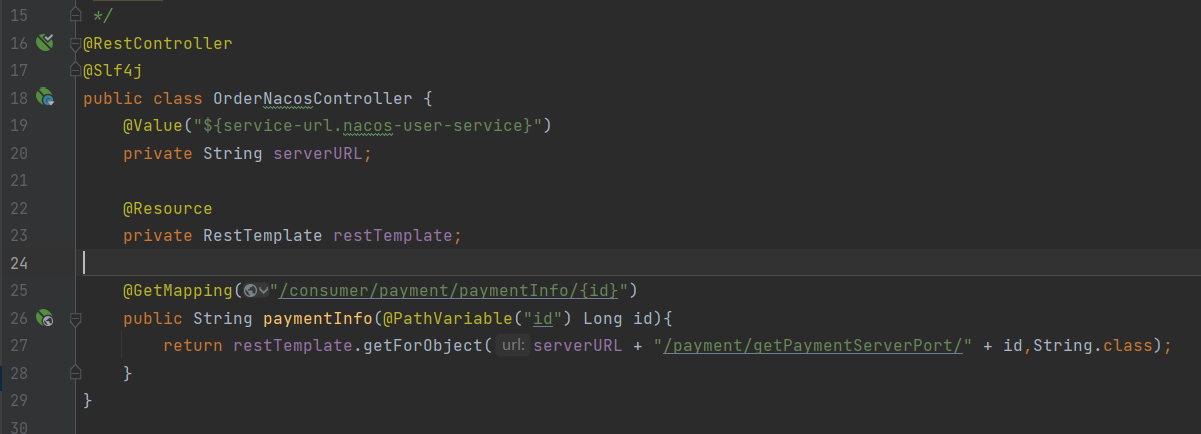 15 */
16 @RestController
17 @Slf4j
18 public class OrderNacosController {
19 @Value("${service-url.nacos-user-service}")
20 private String serverURL;
21
22 @Resource
23 private RestTemplate restTemplate;
24
25 @GetMapping("/consumer/payment/paymentInfo/{id}")
26 public String paymentInfo(@PathVariable("id") Long id){
27 return restTemplate.getForObject( url: serverURL + "/payment/getPaymentServerPort/" + id,String.class);
28 }
29 }
30